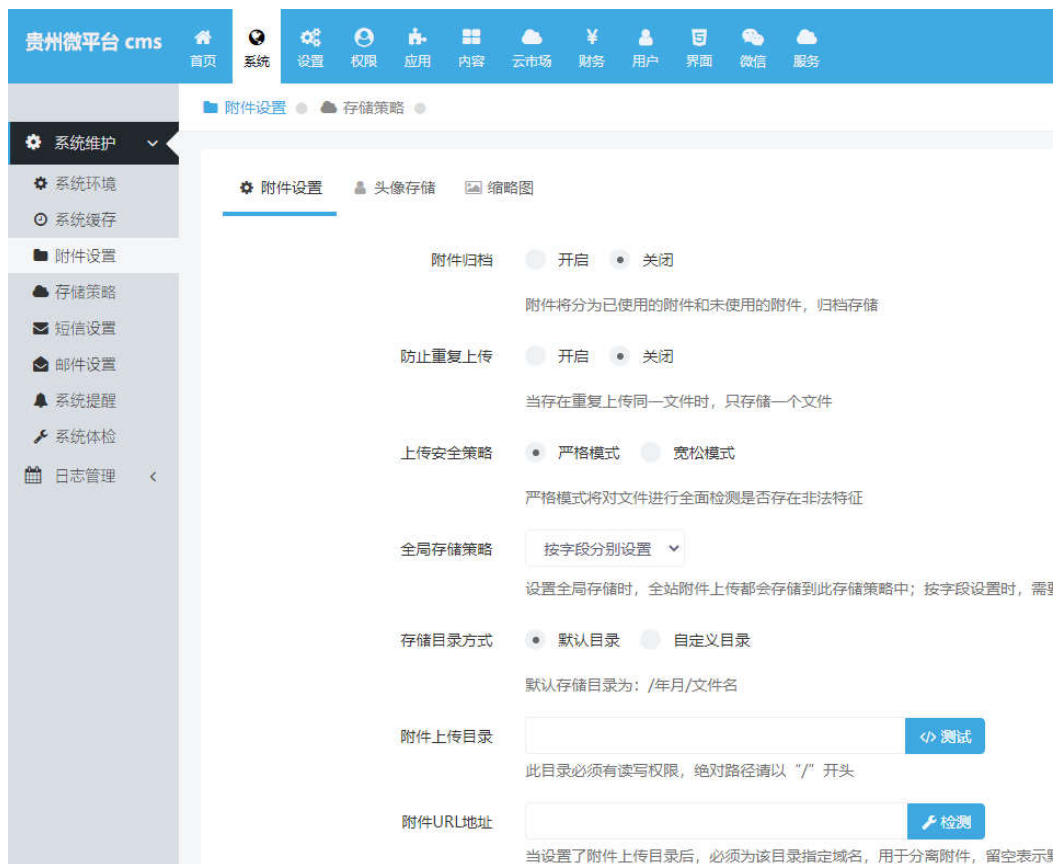 贵州微平台 cms
首页 系统 设置 权限 应用 内容 云市场 财务 用户 界面 微信 服务
附件设置 存储策略
系统维护
系统环境
系统缓存
附件设置
存储策略
短信设置
邮件设置
系统提醒
系统体检
日志管理
附件设置 头像存储 缩略图
附件归档 开启 关闭
附件将分为已使用的附件和未使用的附件，归档存储
防止重复上传 开启 关闭
当存在重复上传同一文件时，只存储一个文件
上传安全策略 严格模式 宽松模式
严格模式将对文件进行全面检测是否存在非法特征
全局存储策略 按字段分别设置
设置全局存储时，全站附件上传都会存储到此存储策略中；按字段设置时，需要
存储目录方式 默认目录 自定义目录
默认存储目录为：/年月/文件名
附件上传目录 </> 测试
此目录必须有读写权限，绝对路径请以“/”开头
附件URL地址 检测
当设置了附件上传目录后，必须为该目录指定域名，用于分离附件，留空表示默